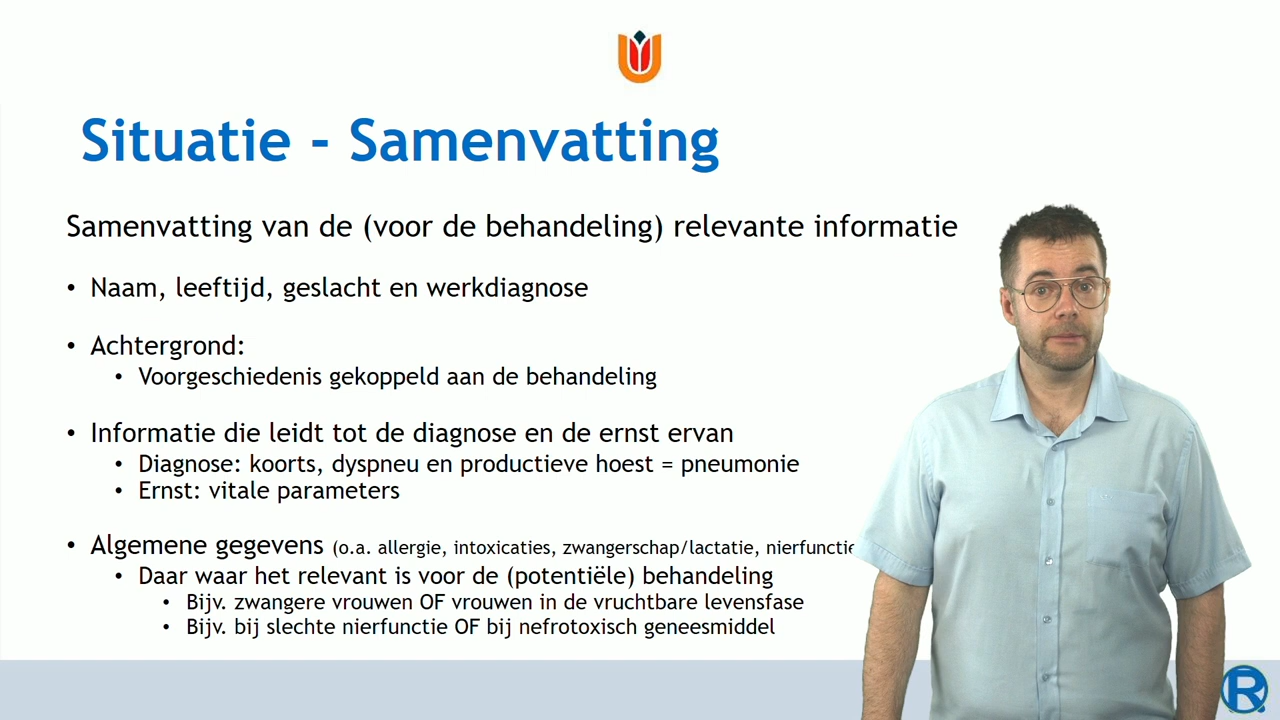 Situatie - Samenvatting
Samenvatting van de (voor de behandeling) relevante informatie
• Naam, leeftijd, geslacht en werkdiagnose
• Achtergrond:
• Voorgeschiedenis gekoppeld aan de behandeling
• Informatie die leidt tot de diagnose en de ernst ervan
• Diagnose: koorts, dyspneu en productieve hoest = pneumonie
• Ernst: vitale parameters
• Algemene gegevens (o.a. allergie, intoxicaties, zwangerschap/lactatie, nierfunctie
• Daar waar het relevant is voor de (potentiële) behandeling
• Bijv. zwangere vrouwen OF vrouwen in de vruchtbare levensfase
• Bijv. bij slechte nierfunctie OF bij nefrotoxisch geneesmiddel
R